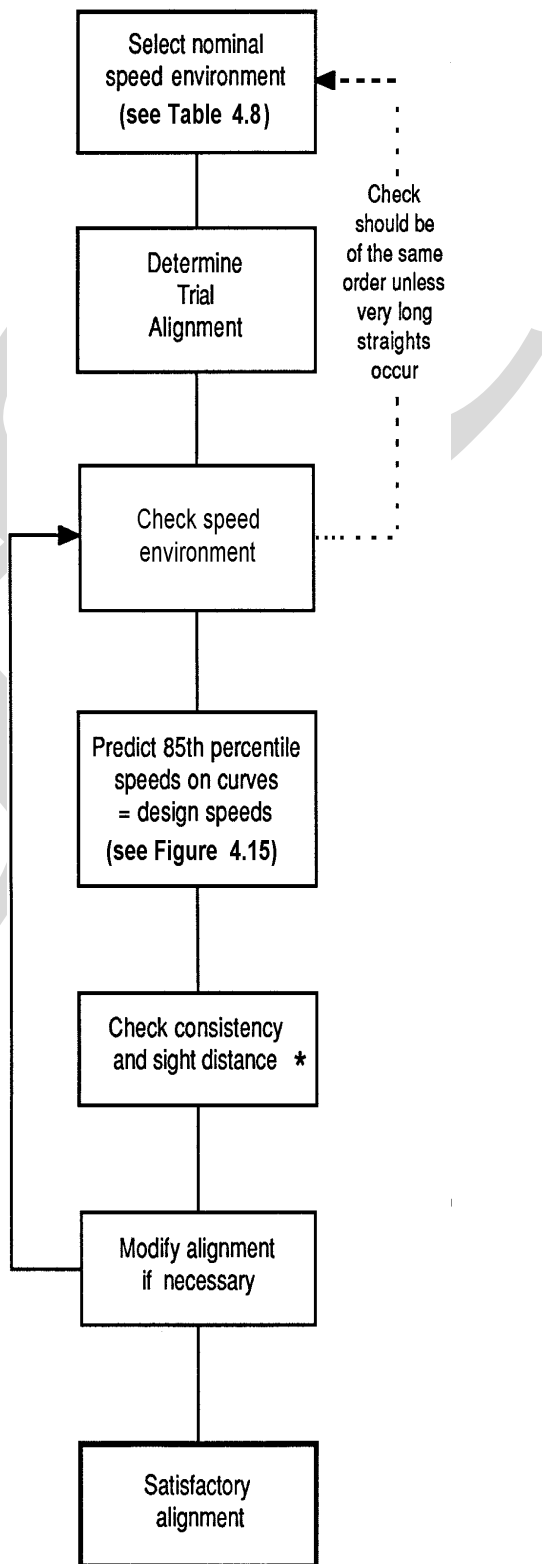 Select nominal
speed environment
(see Table 4.8)
Check
should be
of the same
order unless
very long
straights
occur
Determine
Trial
Alignment
Check speed
environment
Predict 85th percentile
speeds on curves
= design speeds
(see Figure 4.15)
Check consistency
and sight distance *
Modify alignment
if necessary
Satisfactory
alignment